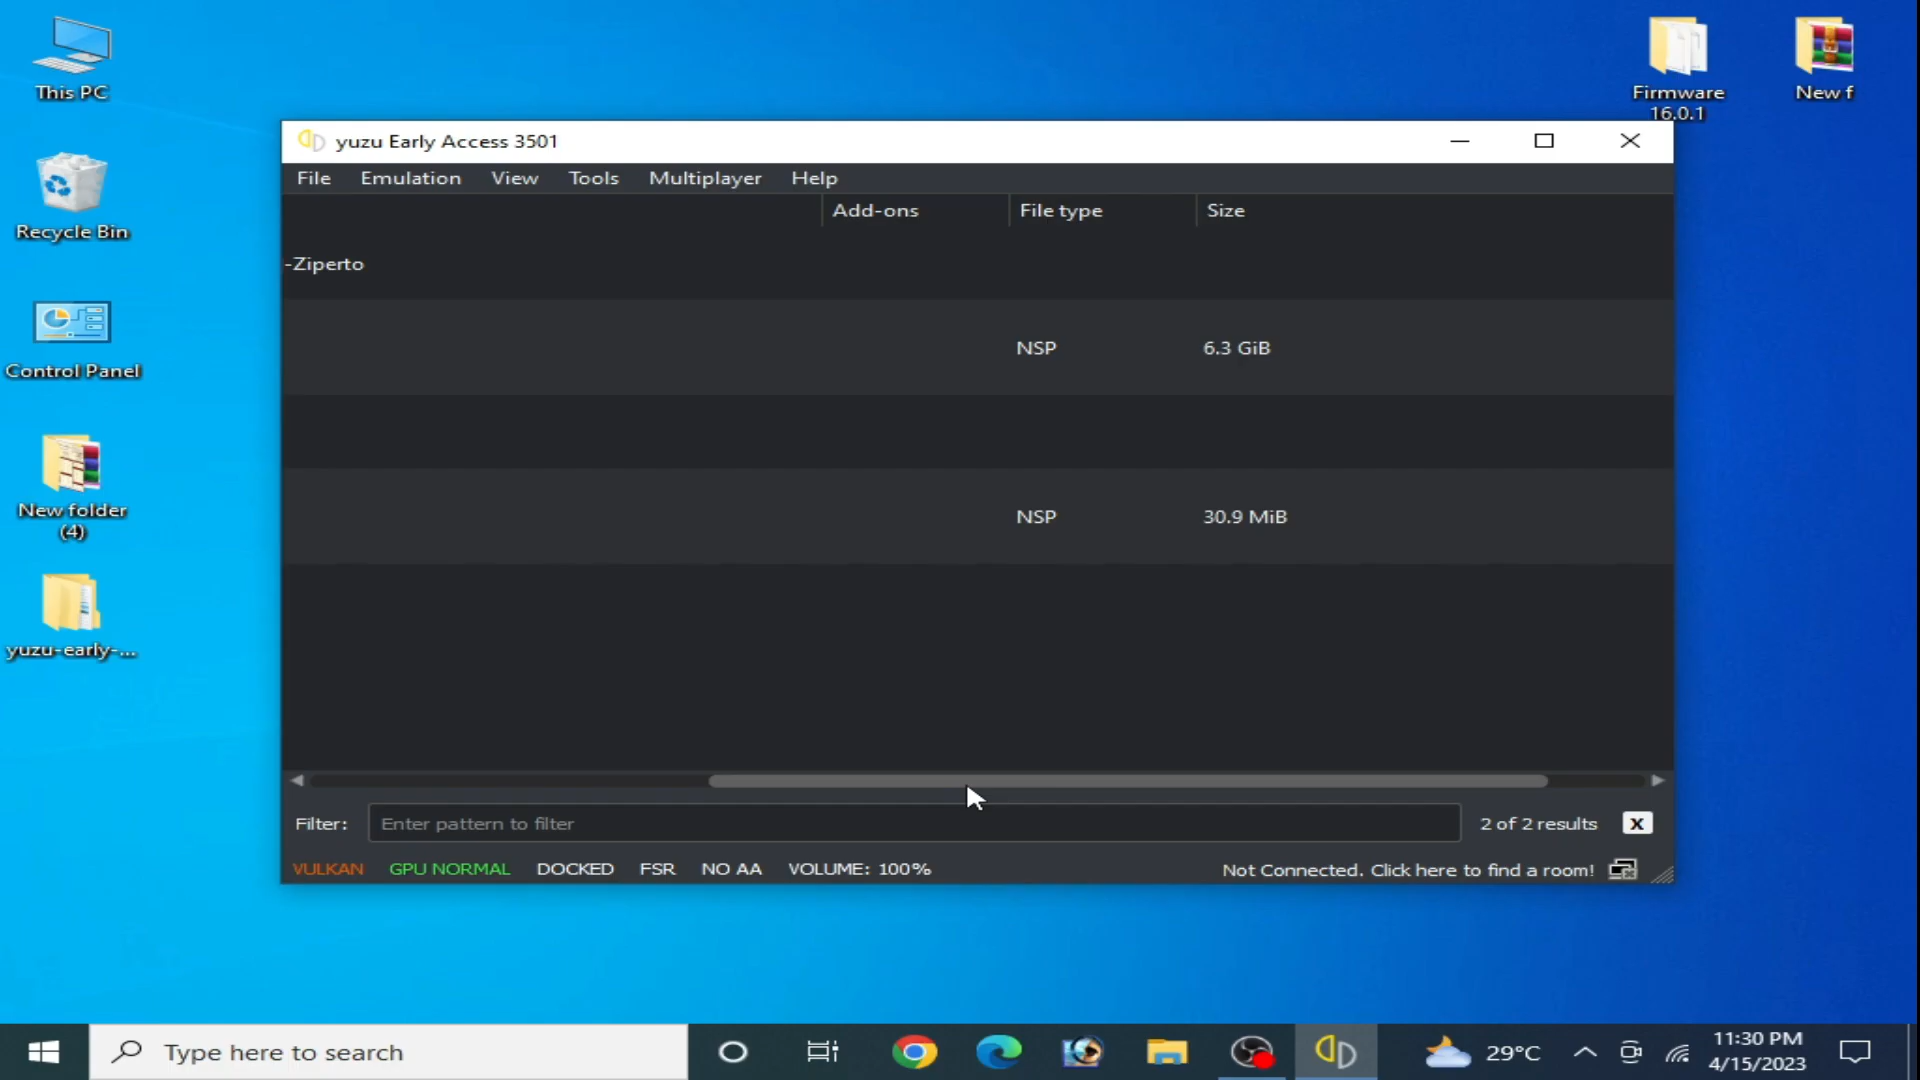 This PC
Recycle Bin
Control Panel
New folder
(4)
yuzu-early-...
Firmware
16.0.1
New f
yuzu Early Access 3501
File Emulation View Tools Multiplayer Help
Add-ons File type Size
-Ziperto
NSP 6.3 GiB
NSP 30.9 MiB
Filter: Enter pattern to filter 2 of 2 results X
VULKAN GPU NORMAL DOCKED FSR NO AA VOLUME: 100% Not Connected. Click here to find a room!
Type here to search
29°C
11:30 PM
4/15/2023